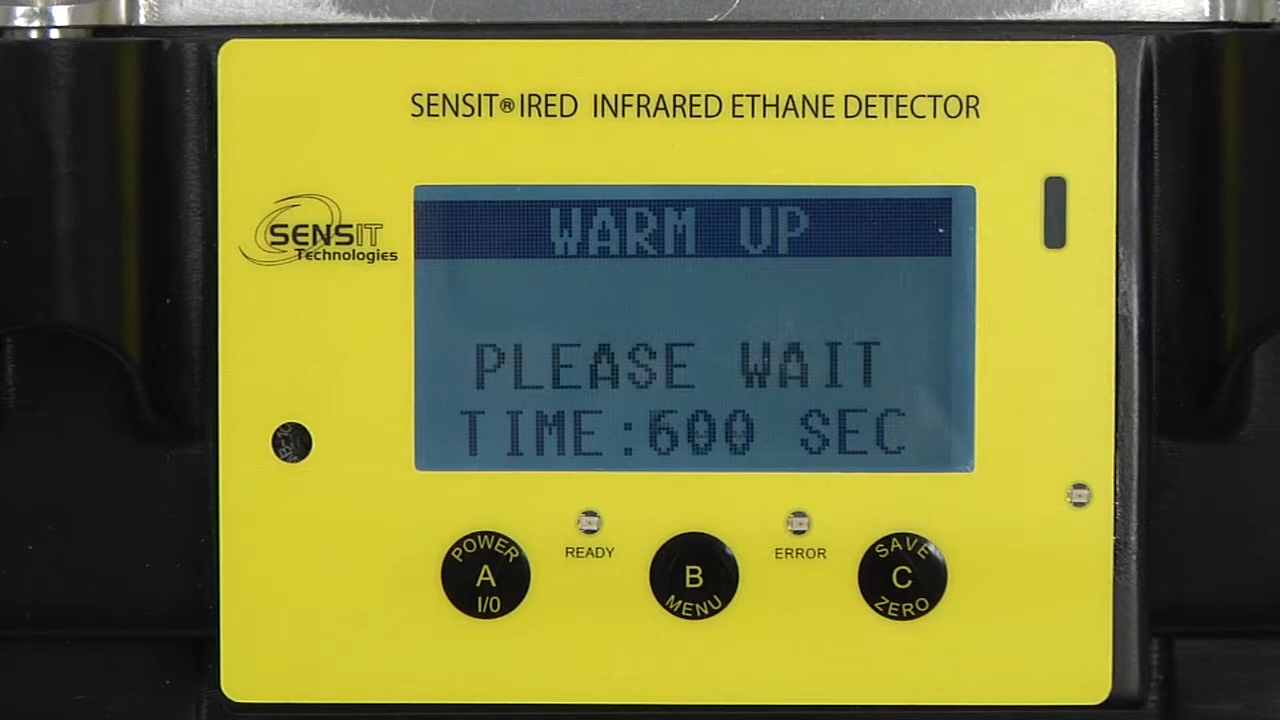 SENSIT® IRED INFRARED ETHANE DETECTOR
SENSIT
Technologies
WARM UP
PLEASE WAIT
TIME:600 SEC
READY
ERROR
POWER
A
I/O
B
MENU
SAVE
C
ZERO